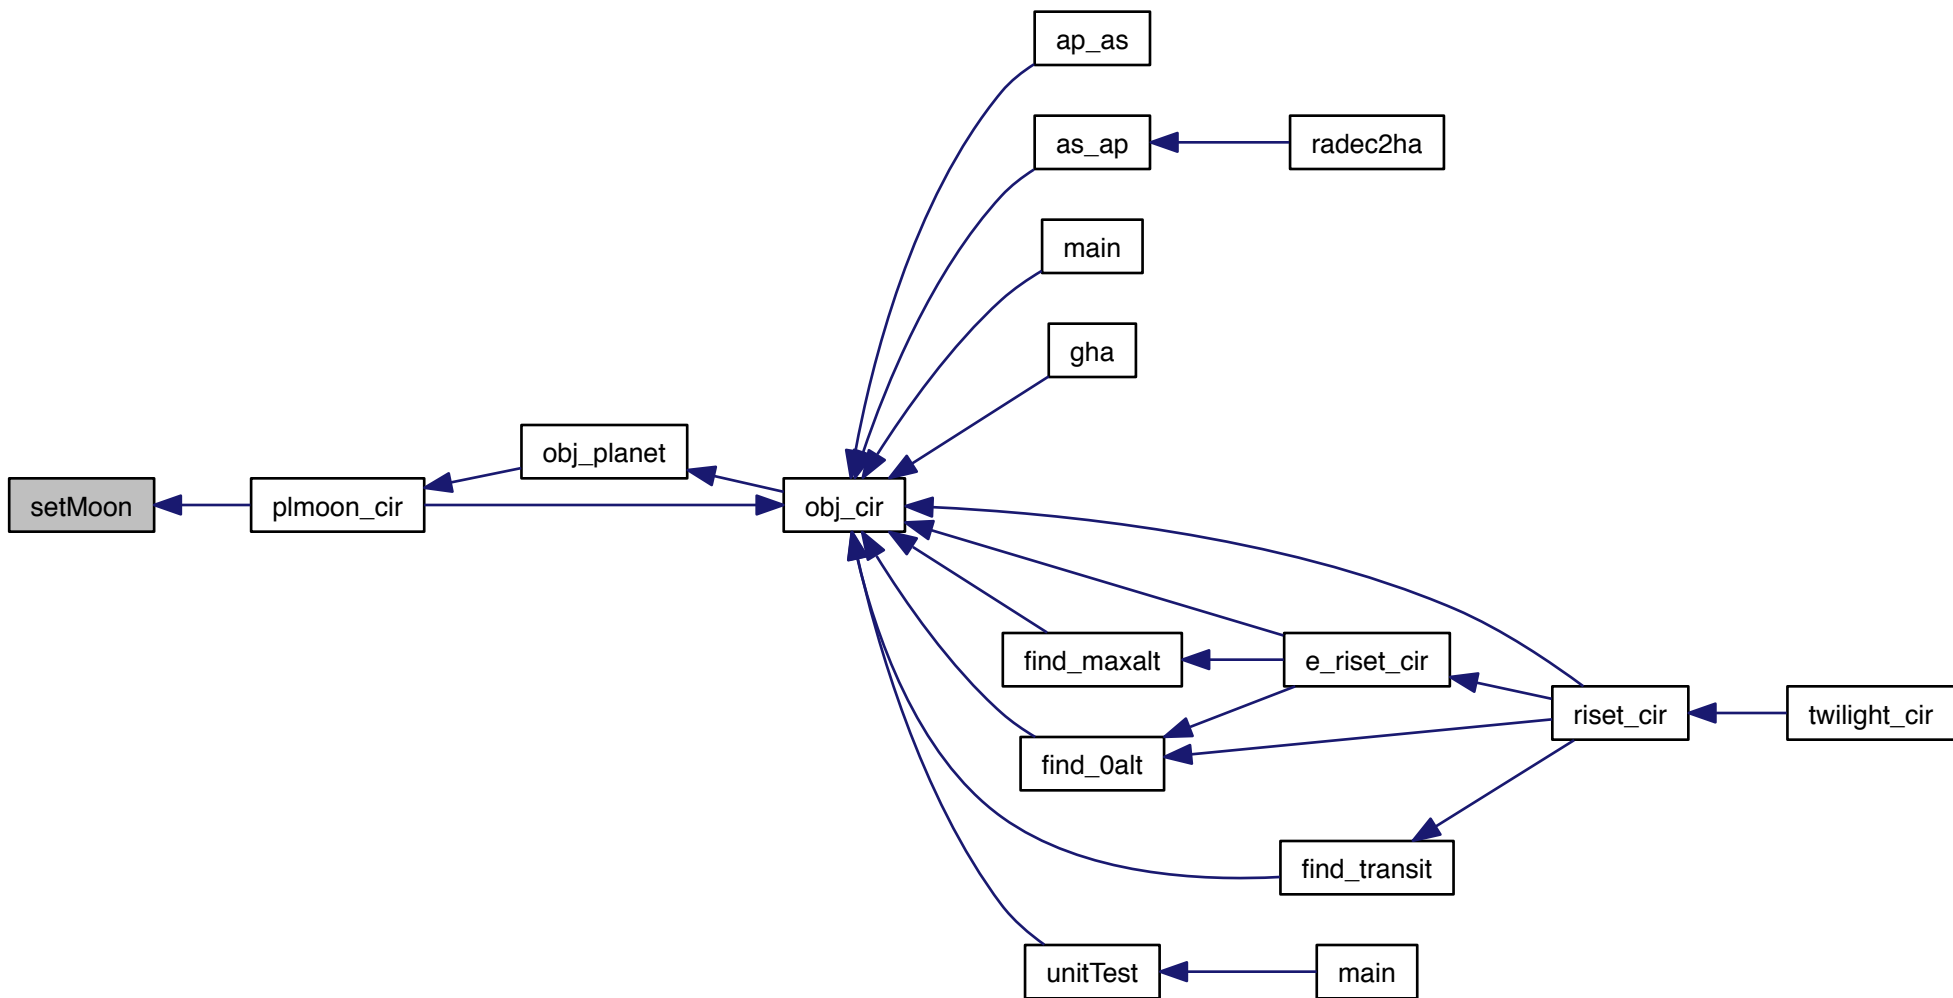 ap_as
as_ap
radec2ha
main
gha
obj_planet
setMoon
plmoon_cir
obj_cir
find_maxalt
e_riset_cir
riset_cir
twilight_cir
find_0alt
find_transit
unitTest
main